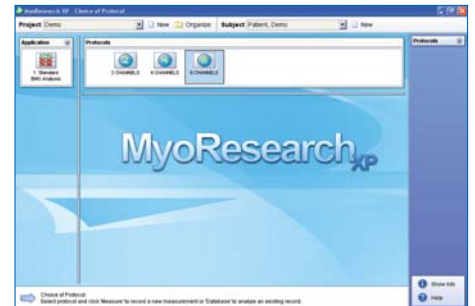 MyoResearch XP - Choice of Protocol
Project Demo New Organize Subject Patient, Demo New
Application Protocols Protocols
1. Standard
EMG Analysis
2 CHANNELS 4 CHANNELS 8 CHANNELS
MyoResearch XP
Show Info
Choice of Protocol
Select protocol and click 'Measure' to record a new measurement or 'Database' to analyze an existing record.
Help